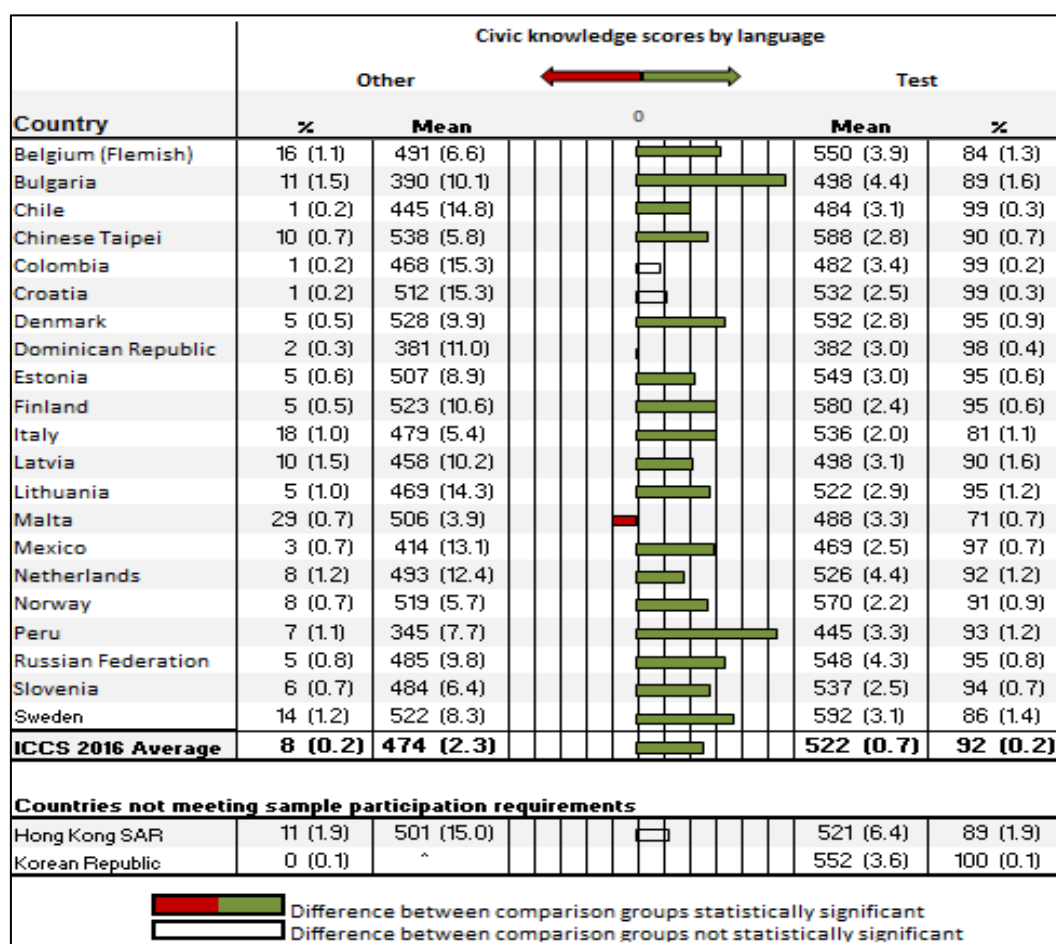 Civic knowledge scores by language
Other Test
Country % Mean 0 Mean %
Belgium (Flemish) 16 (1.1) 491 (6.6) 550 (3.9) 84 (1.3)
Bulgaria 11 (1.5) 390 (10.1) 498 (4.4) 89 (1.6)
Chile 1 (0.2) 445 (14.8) 484 (3.1) 99 (0.3)
Chinese Taipei 10 (0.7) 538 (5.8) 588 (2.8) 90 (0.7)
Colombia 1 (0.2) 468 (15.3) 482 (3.4) 99 (0.2)
Croatia 1 (0.2) 512 (15.3) 532 (2.5) 99 (0.3)
Denmark 5 (0.5) 528 (9.9) 592 (2.8) 95 (0.9)
Dominican Republic 2 (0.3) 381 (11.0) 382 (3.0) 98 (0.4)
Estonia 5 (0.6) 507 (8.9) 549 (3.0) 95 (0.6)
Finland 5 (0.5) 523 (10.6) 580 (2.4) 95 (0.6)
Italy 18 (1.0) 479 (5.4) 536 (2.0) 81 (1.1)
Latvia 10 (1.5) 458 (10.2) 498 (3.1) 90 (1.6)
Lithuania 5 (1.0) 469 (14.3) 522 (2.9) 95 (1.2)
Malta 29 (0.7) 506 (3.9) 488 (3.3) 71 (0.7)
Mexico 3 (0.7) 414 (13.1) 469 (2.5) 97 (0.7)
Netherlands 8 (1.2) 493 (12.4) 526 (4.4) 92 (1.2)
Norway 8 (0.7) 519 (5.7) 570 (2.2) 91 (0.9)
Peru 7 (1.1) 345 (7.7) 445 (3.3) 93 (1.2)
Russian Federation 5 (0.8) 485 (9.8) 548 (4.3) 95 (0.8)
Slovenia 6 (0.7) 484 (6.4) 537 (2.5) 94 (0.7)
Sweden 14 (1.2) 522 (8.3) 592 (3.1) 86 (1.4)
ICCS 2016 Average 8 (0.2) 474 (2.3) 522 (0.7) 92 (0.2)
Countries not meeting sample participation requirements
Hong Kong SAR 11 (1.9) 501 (15.0) 521 (6.4) 89 (1.9)
Korean Republic 0 (0.1) ^ 552 (3.6) 100 (0.1)
Difference between comparison groups statistically significant
Difference between comparison groups not statistically significant